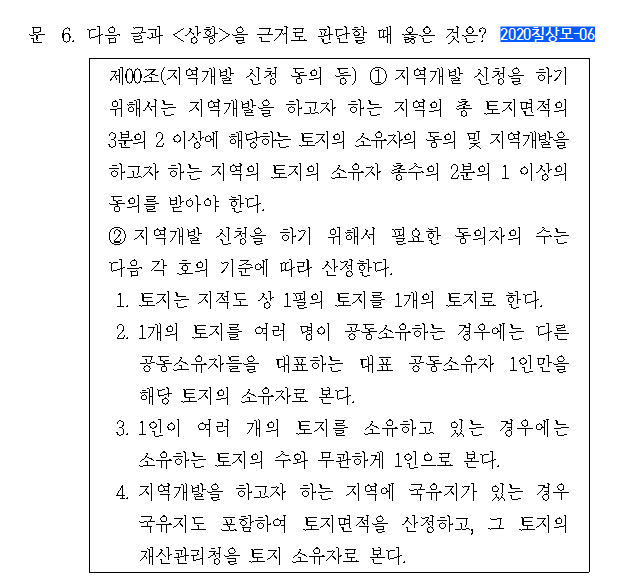 문 6. 다음 글과 <상황>을 근거로 판단할 때 옳은 것은? 2020칠상모-06
제00조(지역개발 신청 동의 등) ① 지역개발 신청을 하기
위해서는 지역개발을 하고자 하는 지역의 총 토지면적의
3분의 2 이상에 해당하는 토지의 소유자의 동의 및 지역개발을
하고자 하는 지역의 토지의 소유자 총수의 2분의 1 이상의
동의를 받아야 한다.
② 지역개발 신청을 하기 위해서 필요한 동의자의 수는
다음 각 호의 기준에 따라 산정한다.
1. 토지는 지적도 상 1필의 토지를 1개의 토지로 한다.
2. 1개의 토지를 여러 명이 공동소유하는 경우에는 다른
공동소유자들을 대표하는 대표 공동소유자 1인만을
해당 토지의 소유자로 본다.
3. 1인이 여러 개의 토지를 소유하고 있는 경우에는
소유하는 토지의 수와 무관하게 1인으로 본다.
4. 지역개발을 하고자 하는 지역에 국유지가 있는 경우
국유지도 포함하여 토지면적을 산정하고, 그 토지의
재산관리청을 토지 소유자로 본다.